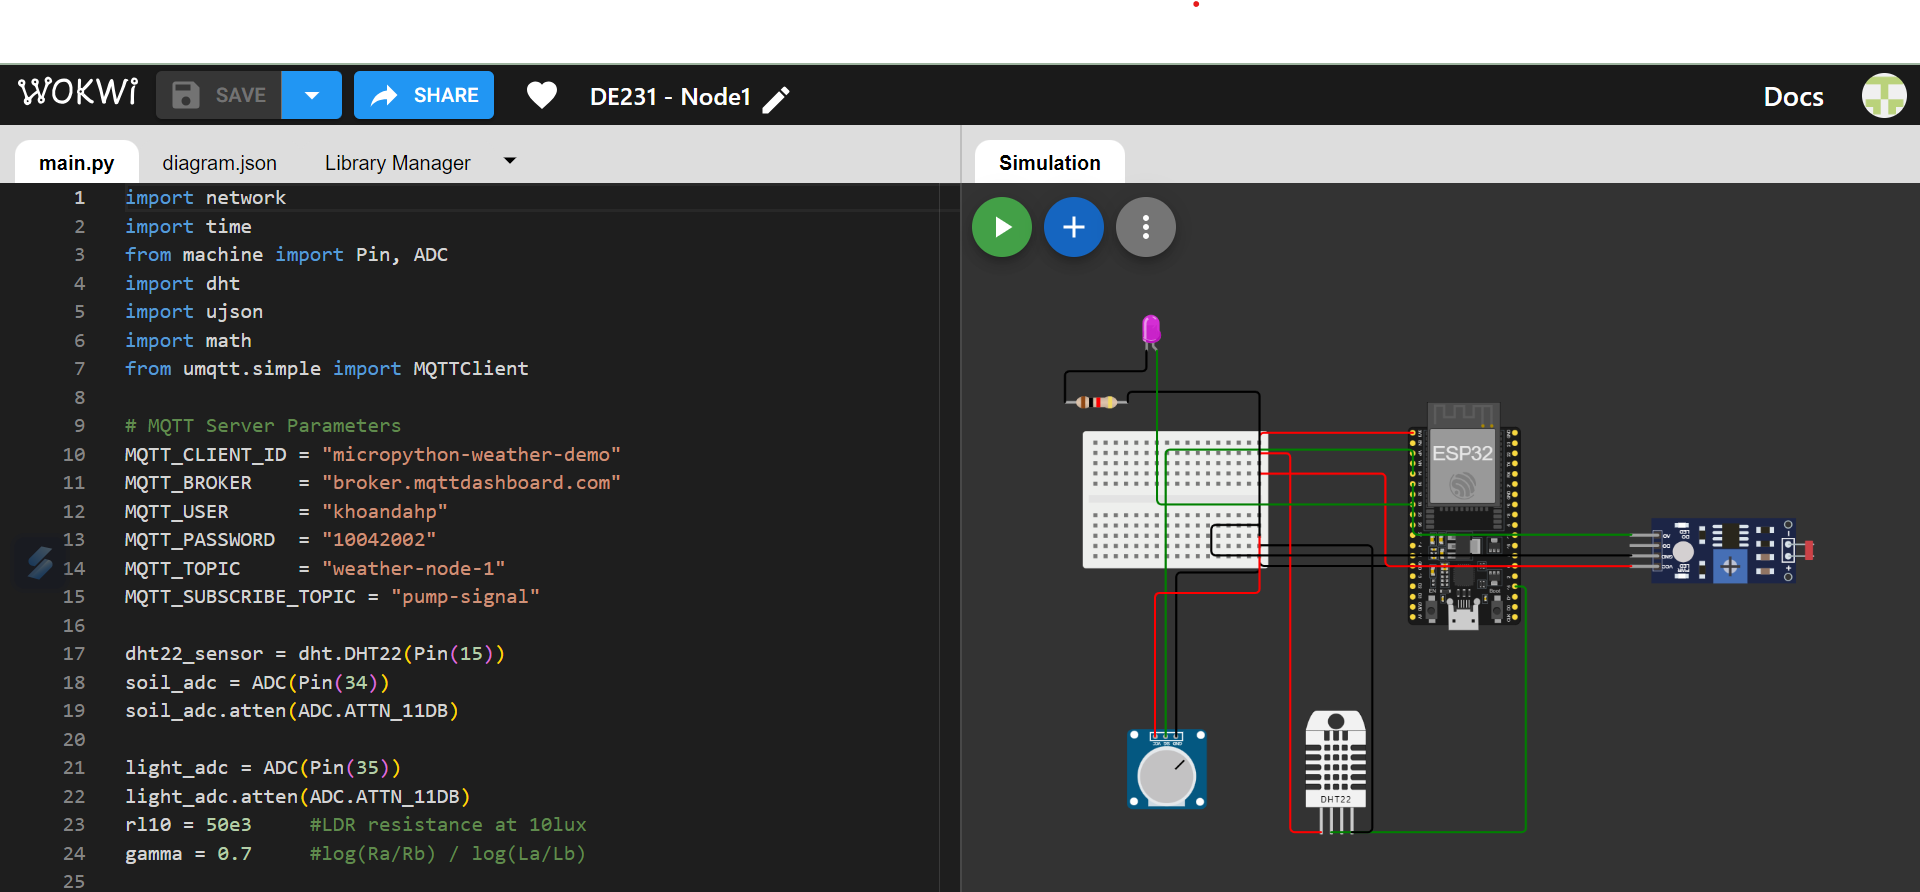 WOKWi
SAVE
SHARE
DE231 - Node1
Docs
main.py
diagram.json
Library Manager
Simulation
1 import network
2 import time
3 from machine import Pin, ADC
4 import dht
5 import ujson
6 import math
7 from umqtt.simple import MQTTClient
8
9 # MQTT Server Parameters
10 MQTT_CLIENT_ID = "micropython-weather-demo"
11 MQTT_BROKER    = "broker.mqttdashboard.com"
12 MQTT_USER      = "khoandahp"
13 MQTT_PASSWORD  = "10042002"
14 MQTT_TOPIC     = "weather-node-1"
15 MQTT_SUBSCRIBE_TOPIC = "pump-signal"
16
17 dht22_sensor = dht.DHT22(Pin(15))
18 soil_adc = ADC(Pin(34))
19 soil_adc.atten(ADC.ATTN_11DB)
20
21 light_adc = ADC(Pin(35))
22 light_adc.atten(ADC.ATTN_11DB)
23 rl10 = 50e3     #LDR resistance at 10lux
24 gamma = 0.7     #log(Ra/Rb) / log(La/Lb)
25
ESP32
EN
Boot
DHT22